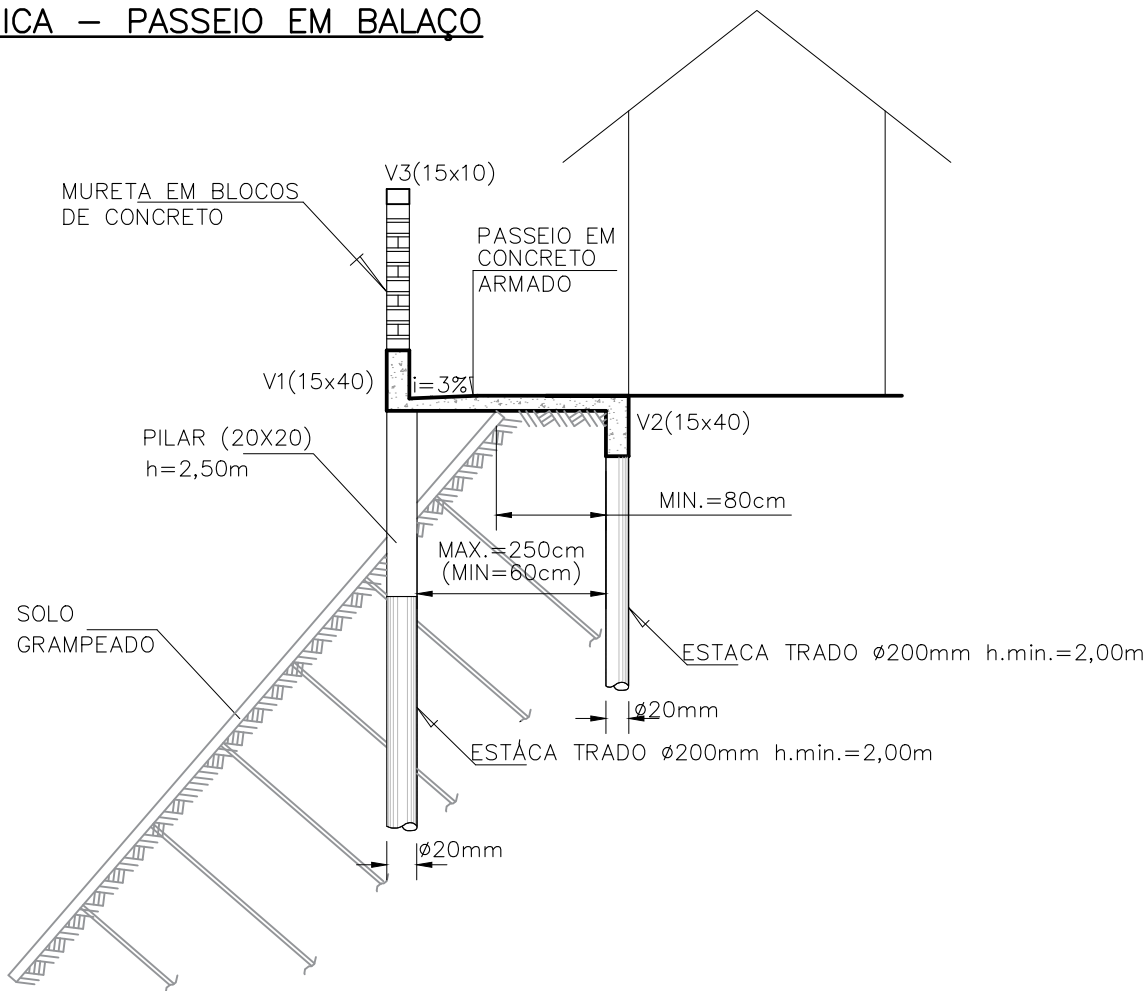 ICA – PASSEIO EM BALAÇO
V3(15x10)
MURETA EM BLOCOS
DE CONCRETO
PASSEIO EM
CONCRETO
ARMADO
V1(15x40)
i=3%
V2(15x40)
PILAR (20X20)
h=2,50m
MIN.=80cm
MAX.=250cm
(MIN=60cm)
SOLO
GRAMPEADO
ESTACA TRADO ø200mm h.min.=2,00m
ø20mm
ESTACA TRADO ø200mm h.min.=2,00m
ø20mm